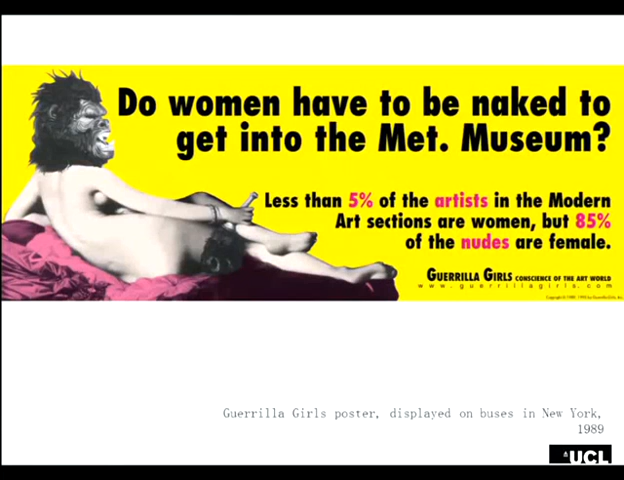 Do women have to be naked to
get into the Met. Museum?
Less than 5% of the artists in the Modern
Art sections are women, but 85%
of the nudes are female.
GUERRILLA GIRLS CONSCIENCE OF THE ART WORLD
www.guerrillagirls.com
Guerrilla Girls poster, displayed on buses in New York,
1989
UCL